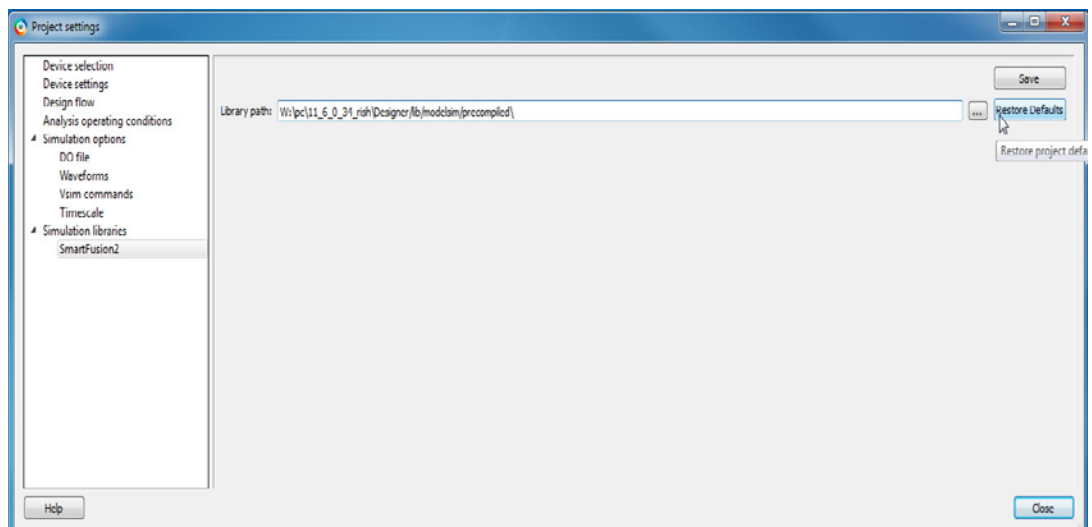 Project settings
Device selection
Device settings
Design flow
Analysis operating conditions
Simulation options
DO file
Waveforms
Vsim commands
Timescale
Simulation libraries
SmartFusion2
Save
Library path: W:\pc\11_6_0_34_rish\Designer/lib/modelsim/precompiled\ ... Restore Defaults
Restore project defa
Help
Close